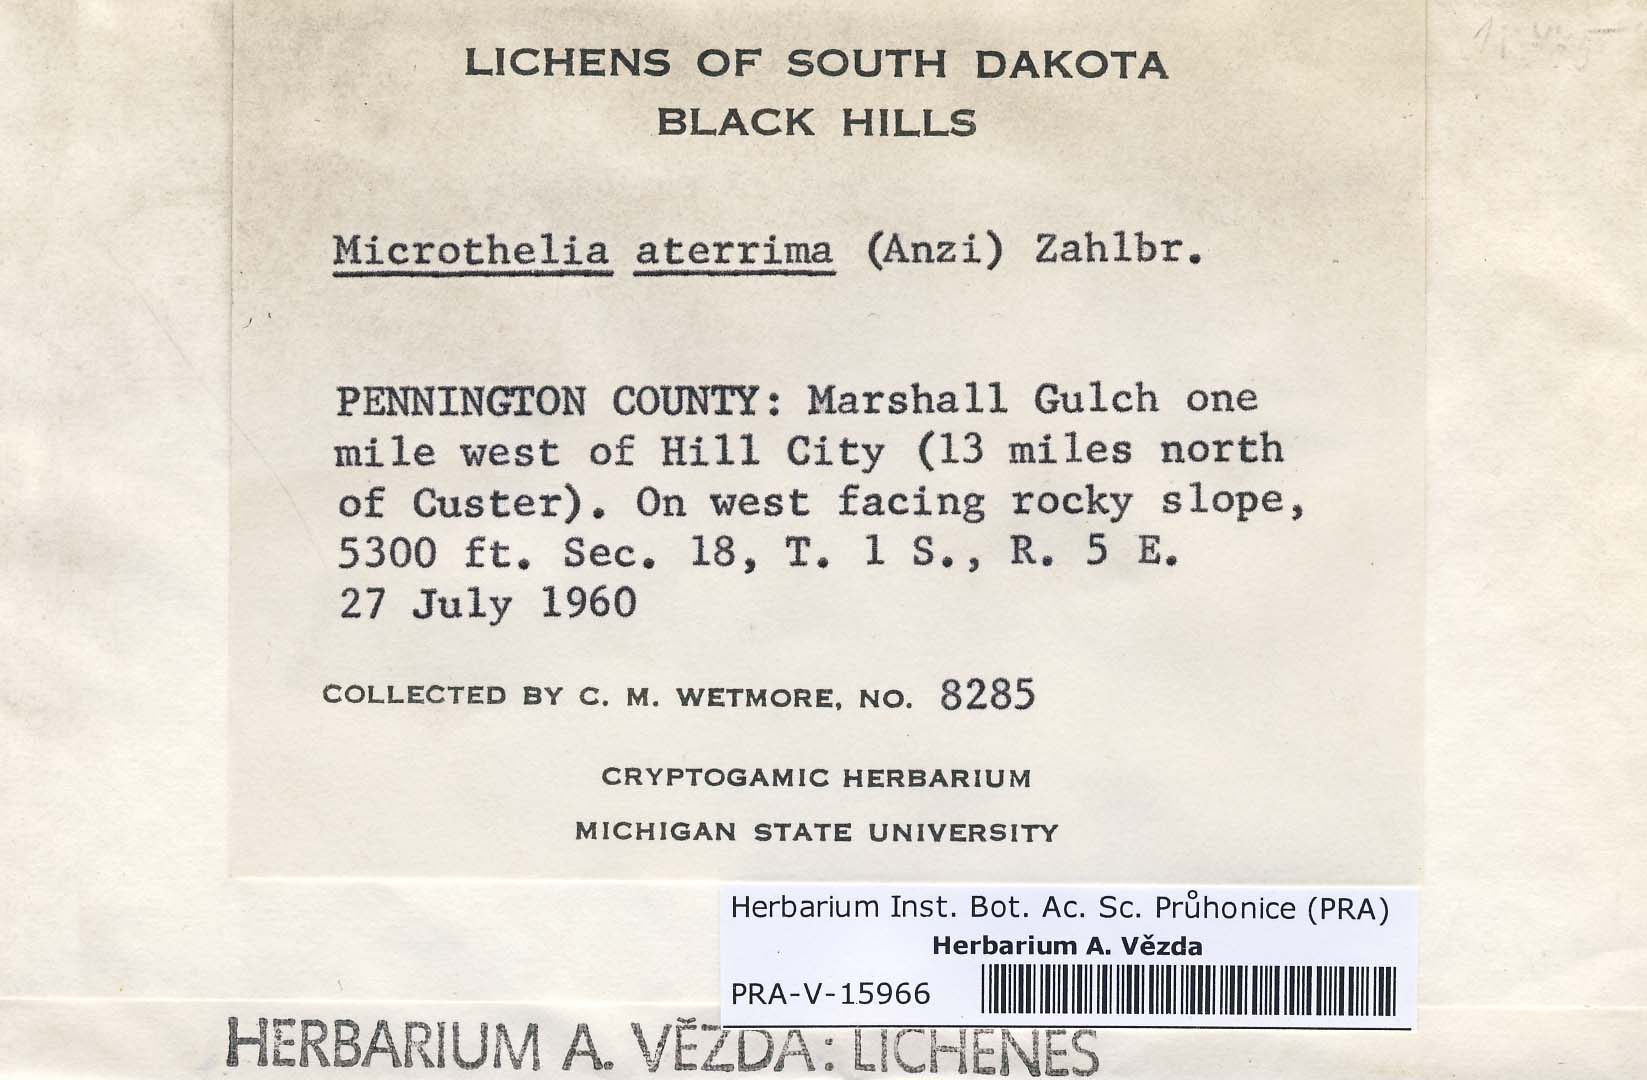 LICHENS OF SOUTH DAKOTA
BLACK HILLS
Microthelia aterrima (Anzi) Zahlbr.
PENNINGTON COUNTY: Marshall Gulch one
mile west of Hill City (13 miles north
of Custer). On west facing rocky slope,
5300 ft. Sec. 18, T. 1 S., R. 5 E.
27 July 1960
COLLECTED BY C. M. WETMORE, NO. 8285
CRYPTOGAMIC HERBARIUM
MICHIGAN STATE UNIVERSITY
Herbarium Inst. Bot. Ac. Sc. Průhonice (PRA)
Herbarium A. Vězda
PRA-V-15966
HERBARIUM A. VĚZDA: LICHENES